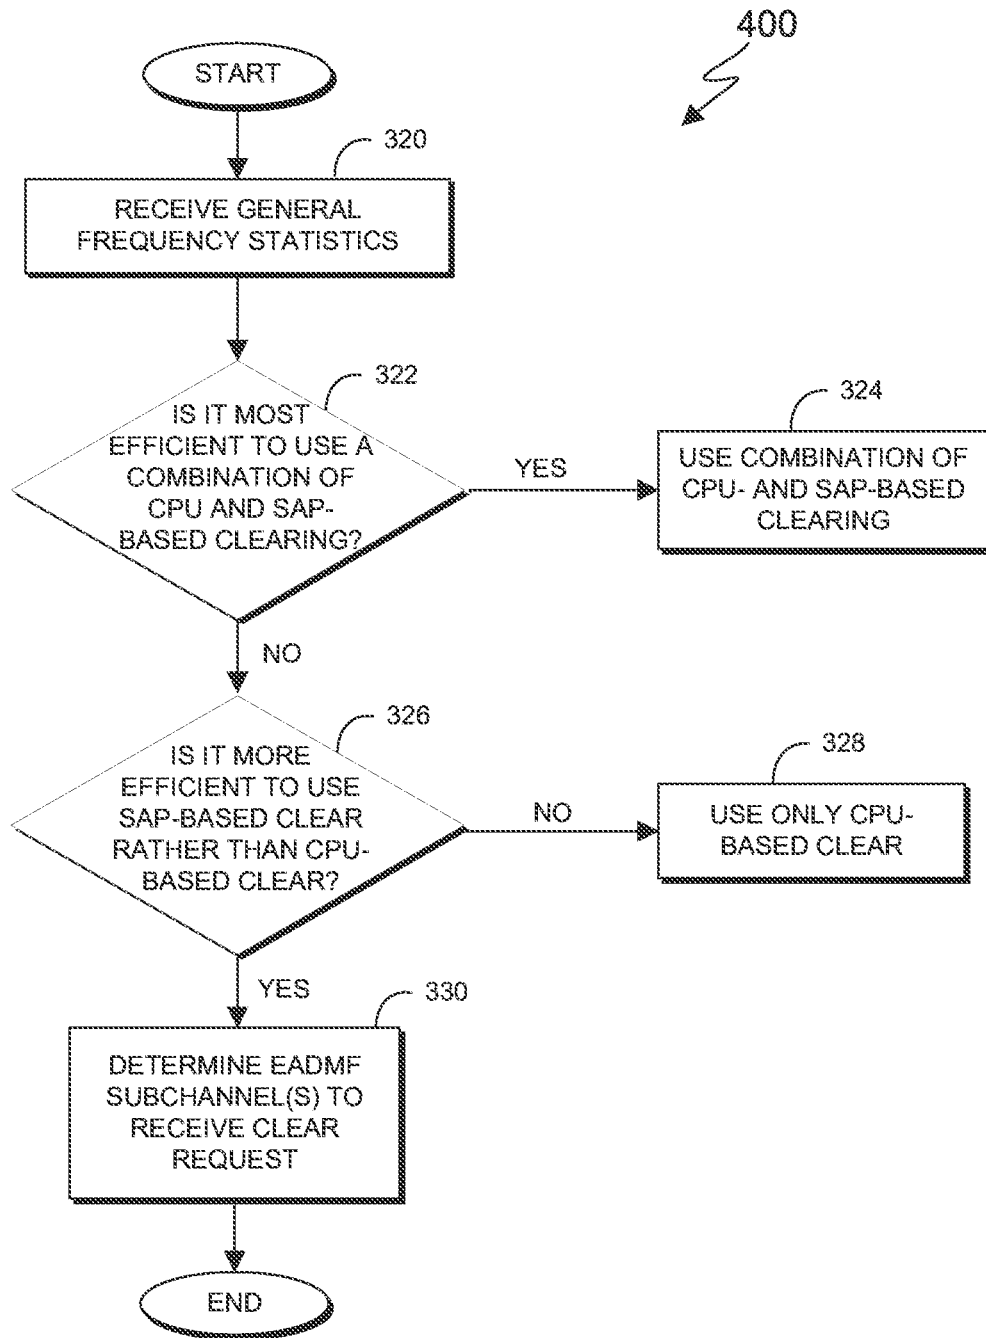 400
START
320
RECEIVE GENERAL
FREQUENCY STATISTICS
322
IS IT MOST
EFFICIENT TO USE A
COMBINATION OF
CPU AND SAP-
BASED CLEARING?
YES
324
USE COMBINATION OF
CPU- AND SAP-BASED
CLEARING
NO
326
IS IT MORE
EFFICIENT TO USE
SAP-BASED CLEAR
RATHER THAN CPU-
BASED CLEAR?
NO
328
USE ONLY CPU-
BASED CLEAR
YES
330
DETERMINE EADMF
SUBCHANNEL(S) TO
RECEIVE CLEAR
REQUEST
END